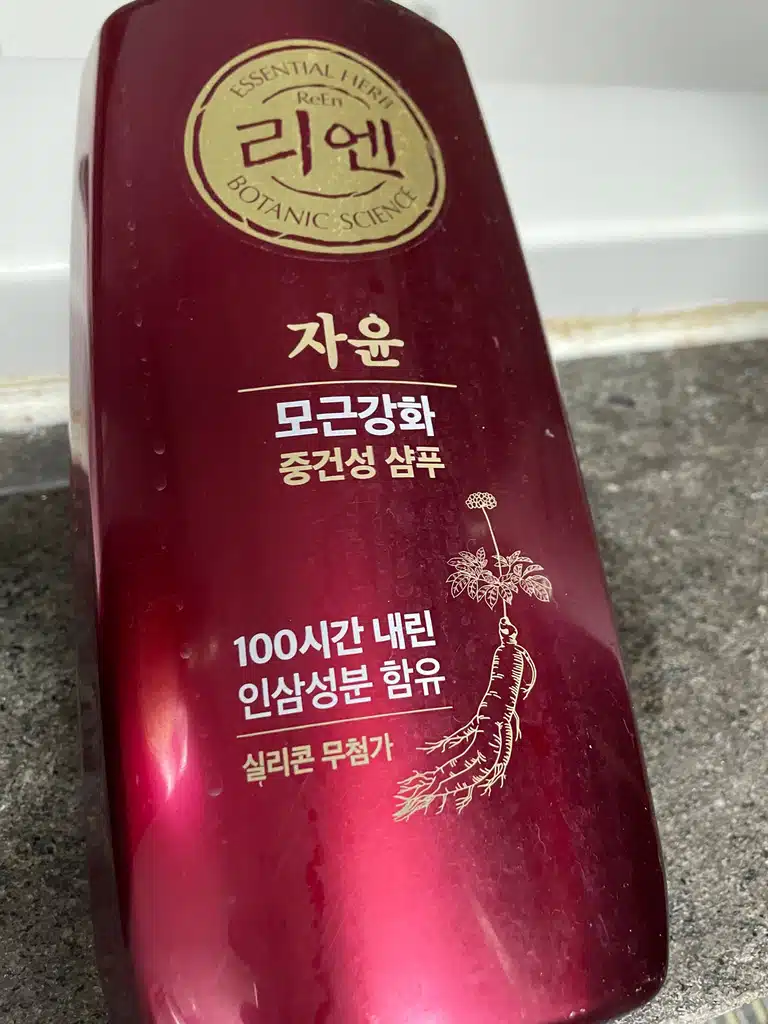 ESSENTIAL HERB
ReEn
리엔
BOTANIC SCIENCE
자윤
모근강화
중건성 샴푸
100시간 내린
인삼성분 함유
실리콘 무첨가